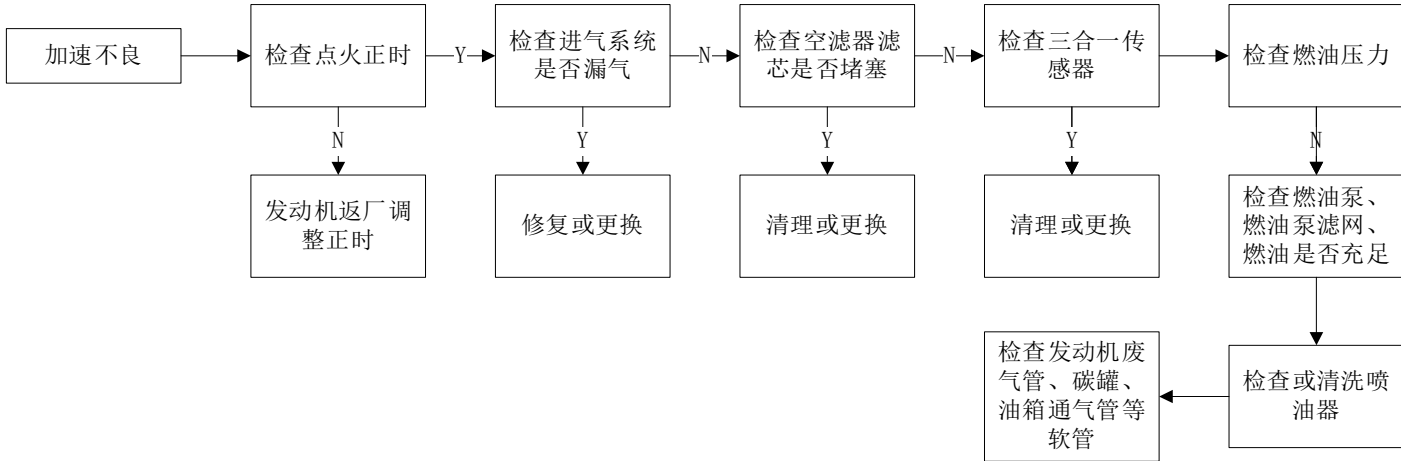 加速不良
检查点火正时
Y
检查进气系统
是否漏气
N
检查空滤器滤
芯是否堵塞
N
检查三合一传
感器
检查燃油压力
N
Y
Y
Y
N
发动机返厂调
整正时
修复或更换
清理或更换
清理或更换
检查燃油泵、
燃油泵滤网、
燃油是否充足
检查发动机废
气管、碳罐、
油箱通气管等
软管
检查或清洗喷
油器